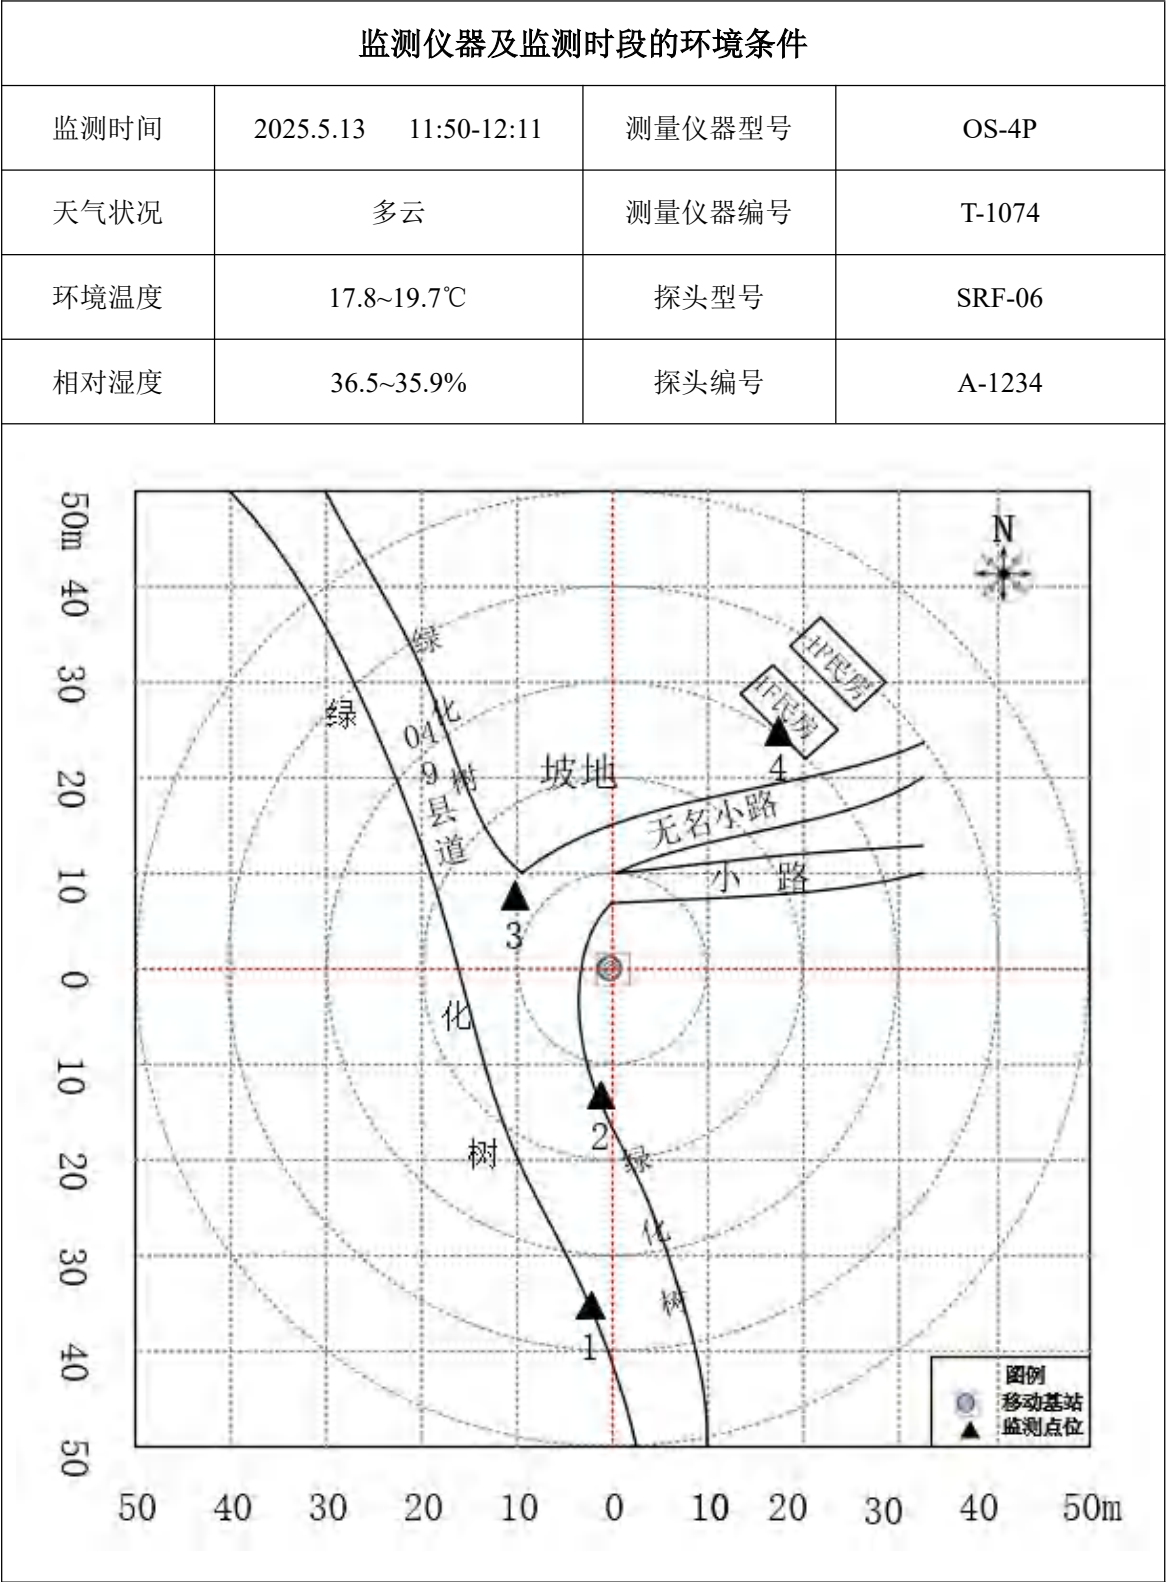 监测仪器及监测时段的环境条件
监测时间 2025.5.13 11:50-12:11 测量仪器型号 OS-4P
天气状况 多云 测量仪器编号 T-1074
环境温度 17.8~19.7℃ 探头型号 SRF-06
相对湿度 36.5~35.9% 探头编号 A-1234
50m
40
30
20
10
0
10
20
30
40
50
N
绿化树
绿化树
049县道
坡地
1F民房
4
无名小路
小路
3
2
绿化树
1
图例
移动基站
监测点位
50 40 30 20 10 0 10 20 30 40 50m